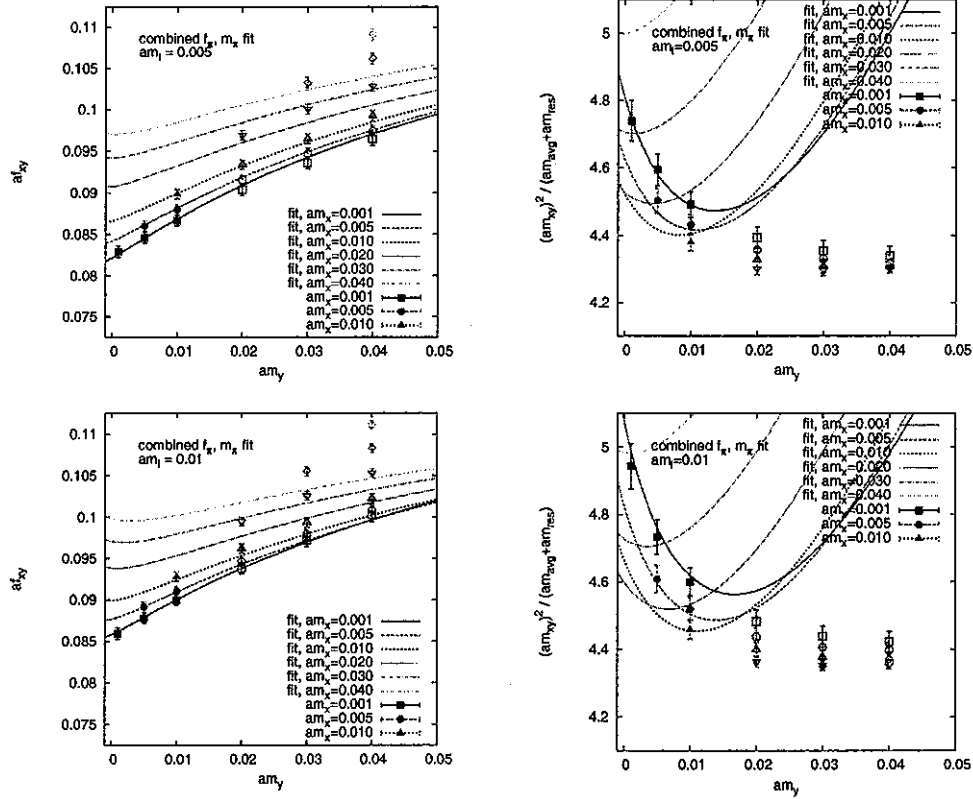 combined fπ, mπ fit
am_l = 0.005
0.11
0.105
0.1
0.095
0.09
0.085
0.08
0.075
af_xy
fit, am_x=0.001
fit, am_x=0.005
fit, am_x=0.010
fit, am_x=0.020
fit, am_x=0.030
fit, am_x=0.040
am_x=0.001
am_x=0.005
am_x=0.010
0 0.01 0.02 0.03 0.04 0.05
am_y
combined fπ, mπ fit
am_l=0.005
5
4.8
4.6
4.4
4.2
(am_xy)^2 / (am_avg+am_res)
fit, am_x=0.001
fit, am_x=0.005
fit, am_x=0.010
fit, am_x=0.020
fit, am_x=0.030
fit, am_x=0.040
am_x=0.001
am_x=0.005
am_x=0.010
0 0.01 0.02 0.03 0.04 0.05
am_y
combined fπ, mπ fit
am_l = 0.01
0.11
0.105
0.1
0.095
0.09
0.085
0.08
0.075
af_xy
fit, am_x=0.001
fit, am_x=0.005
fit, am_x=0.010
fit, am_x=0.020
fit, am_x=0.030
fit, am_x=0.040
am_x=0.001
am_x=0.005
am_x=0.010
0 0.01 0.02 0.03 0.04 0.05
am_y
combined fπ, mπ fit
am_l=0.01
5
4.8
4.6
4.4
4.2
(am_xy)^2 / (am_avg+am_res)
fit, am_x=0.001
fit, am_x=0.005
fit, am_x=0.010
fit, am_x=0.020
fit, am_x=0.030
fit, am_x=0.040
am_x=0.001
am_x=0.005
am_x=0.010
0 0.01 0.02 0.03 0.04 0.05
am_y